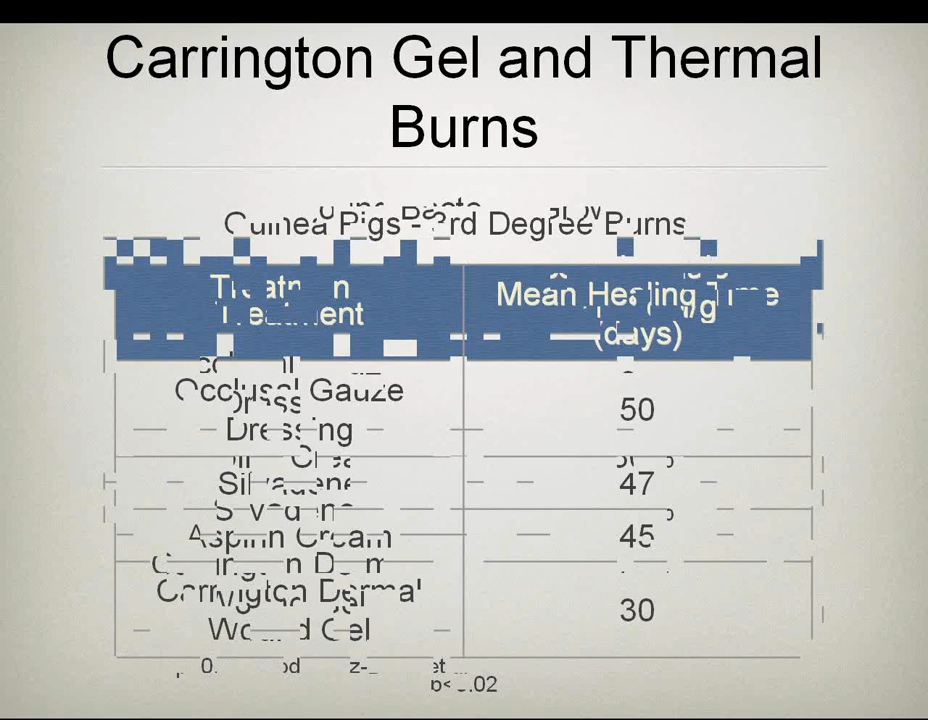 Carrington Gel and Thermal
Burns
Guinea Pigs - 3rd Degree Burns
Treatment
Mean Healing Time
(days)
Occlusal Gauze
Dressing
50
Silvadene
47
Aspirin Cream
45
Carrington Dermal
Wound Gel
30